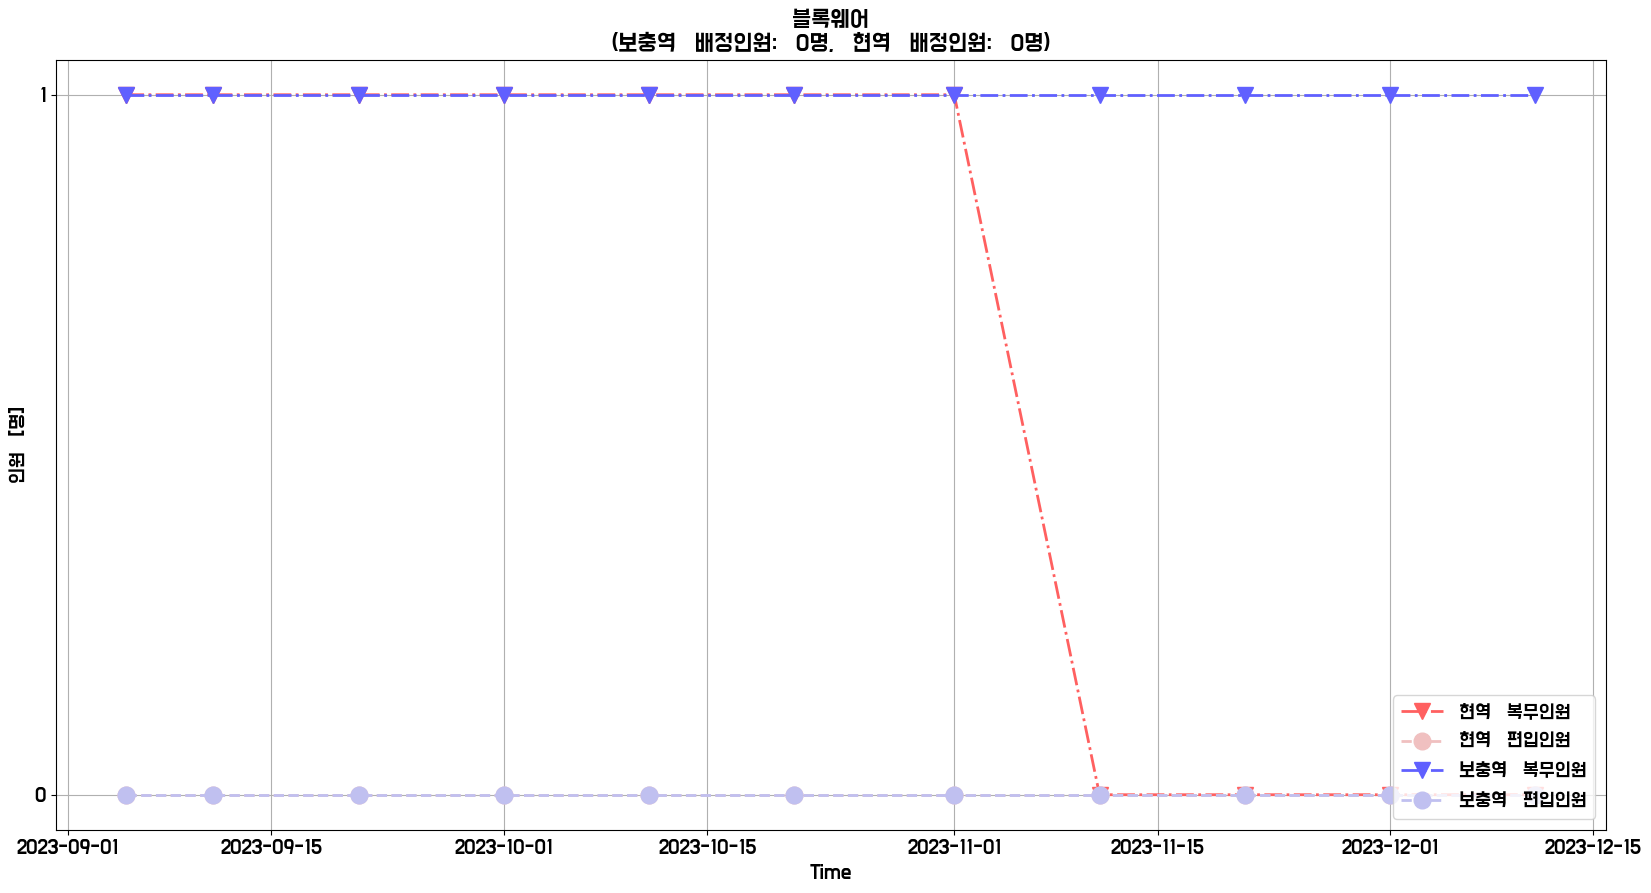 블록웨어
(보충역 배정인원: 0명, 현역 배정인원: 0명)
인원 [명]
1
0
현역 복무인원
현역 편입인원
보충역 복무인원
보충역 편입인원
2023-09-01 2023-09-15 2023-10-01 2023-10-15 2023-11-01 2023-11-15 2023-12-01 2023-12-15
Time